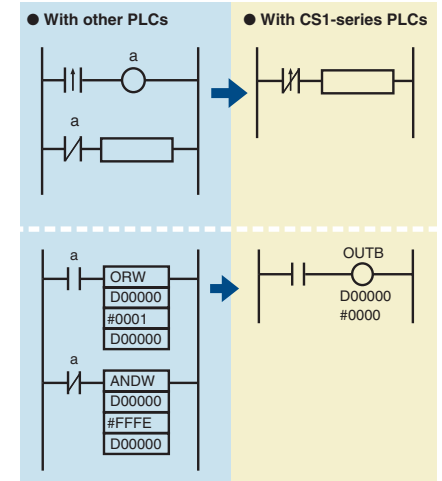 ● With other PLCs
● With CS1-series PLCs
a
a
a
ORW
D00000
#0001
D00000
a
ANDW
D00000
#FFFE
D00000
OUTB
D00000
#0000